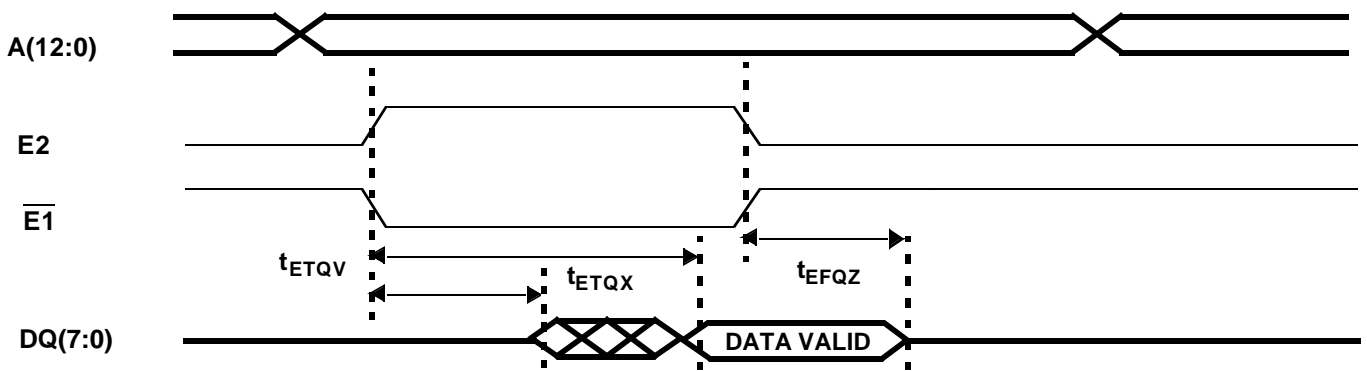 A(12:0)
E2
E1
tETQV
tETQX
tEFQZ
DQ(7:0)
DATA VALID